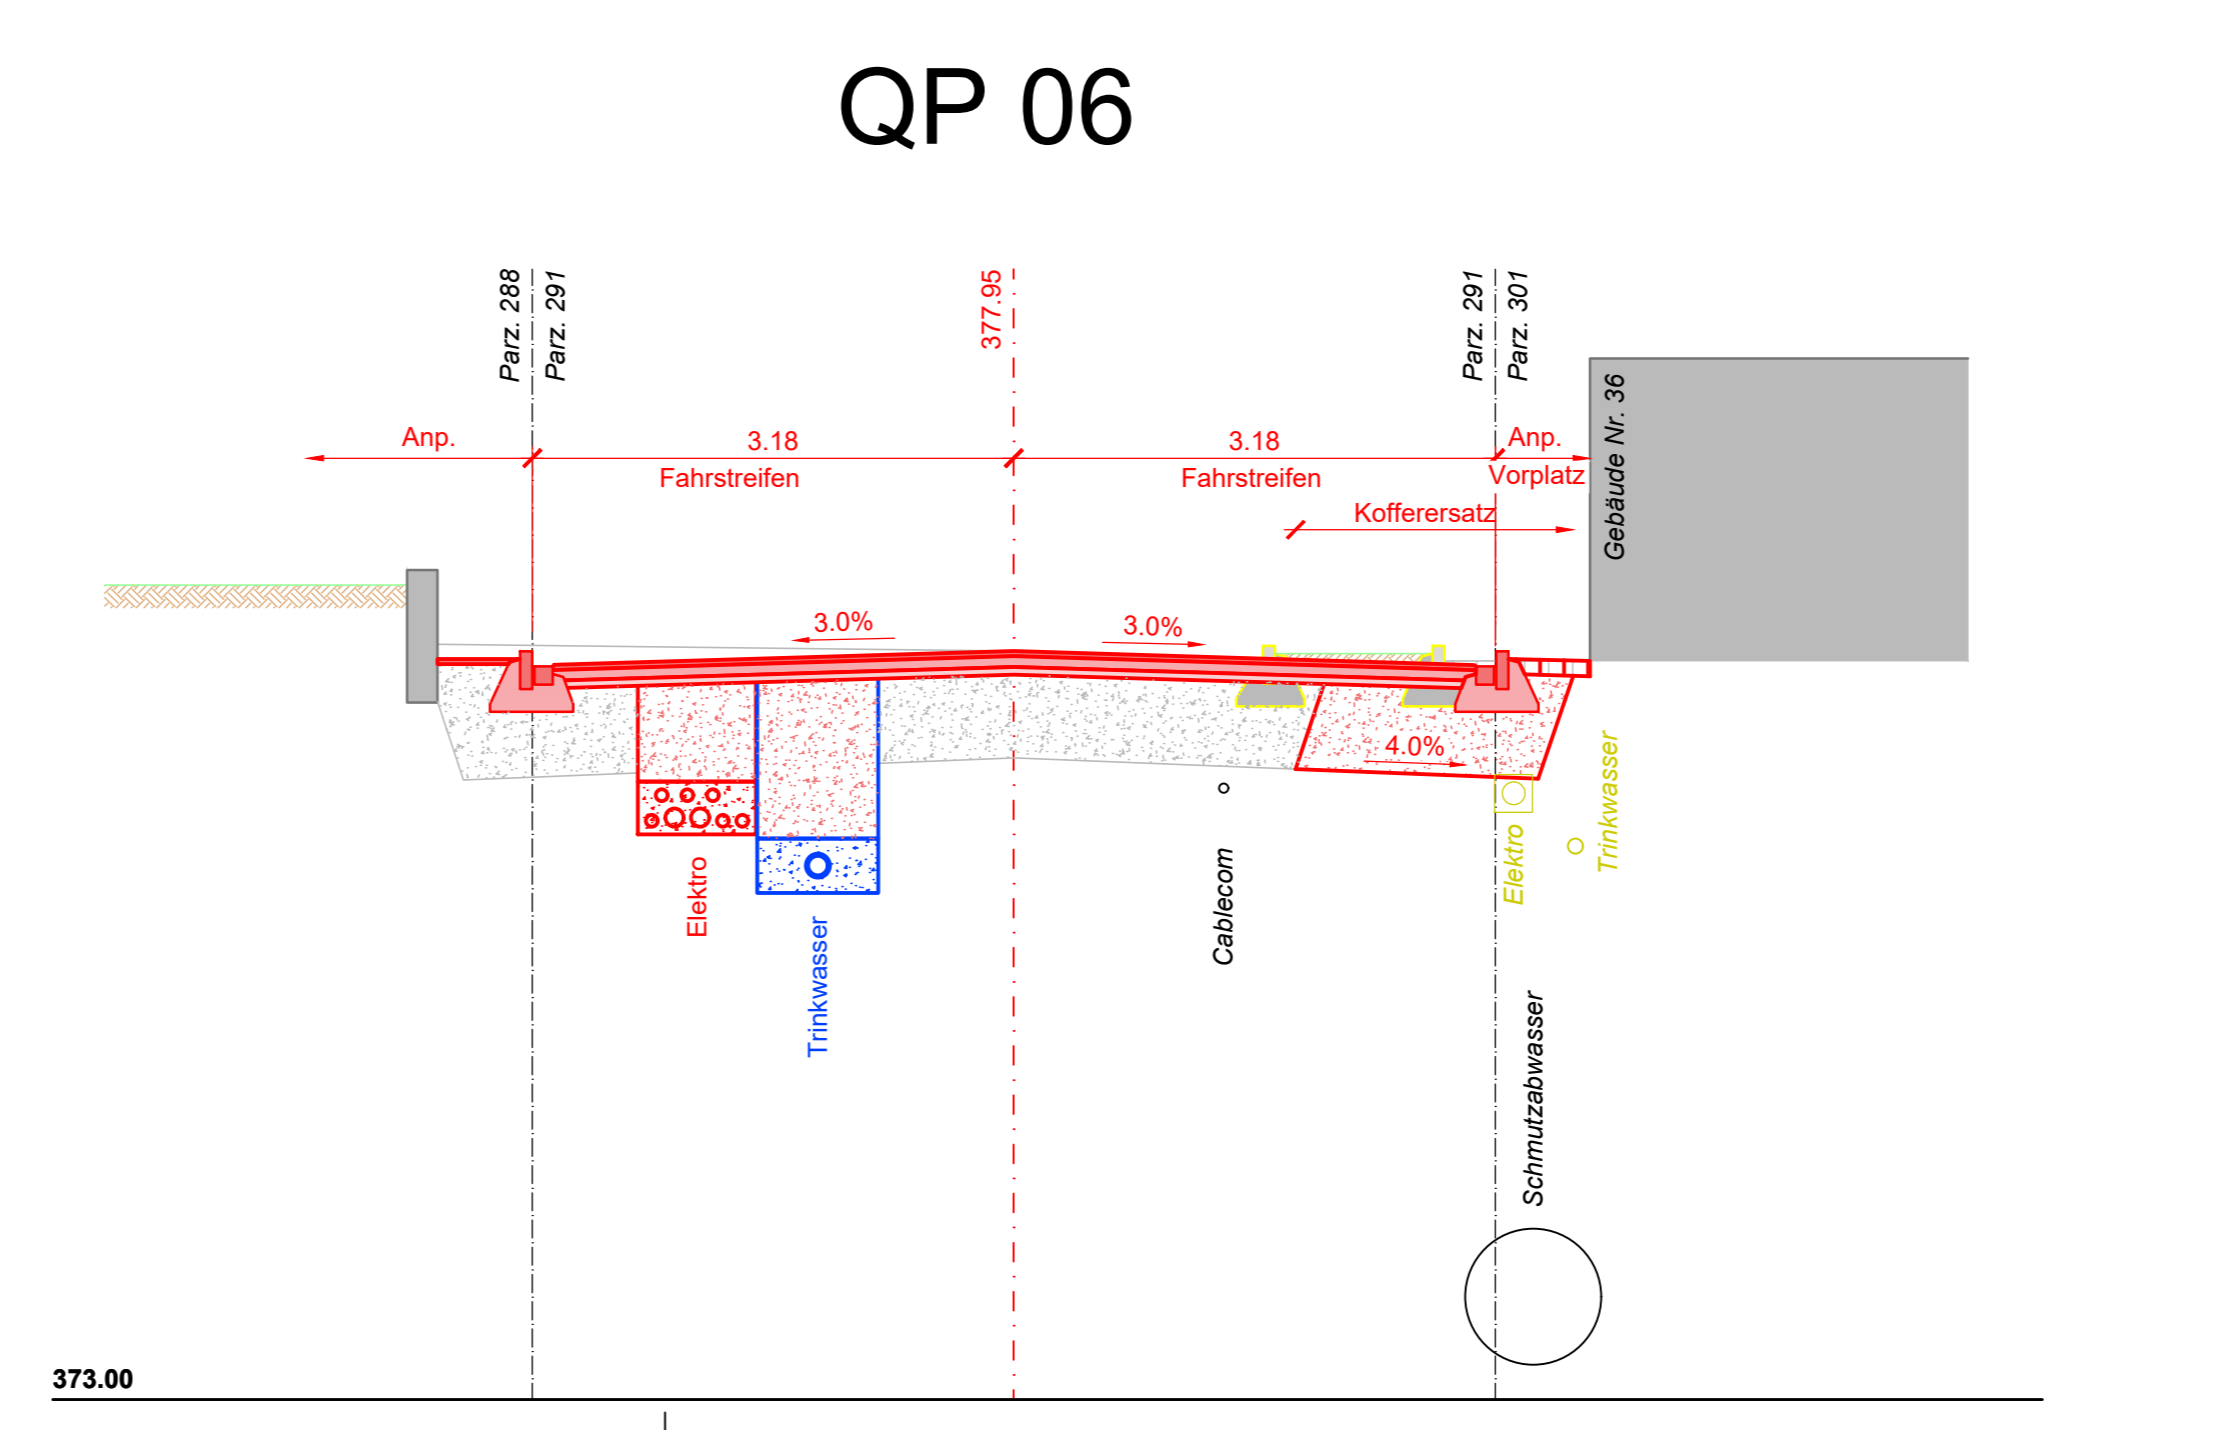 QP 06
Parz. 288
Parz. 291
377.95
Parz. 291
Parz. 301
Gebäude Nr. 36
Anp.
3.18
3.18
Anp.
Fahrstreifen
Fahrstreifen
Vorplatz
Kofferersatz
3.0%
3.0%
4.0%
Elektro
Trinkwasser
Cablecom
Elektro
Trinkwasser
Schmutzabwasser
373.00